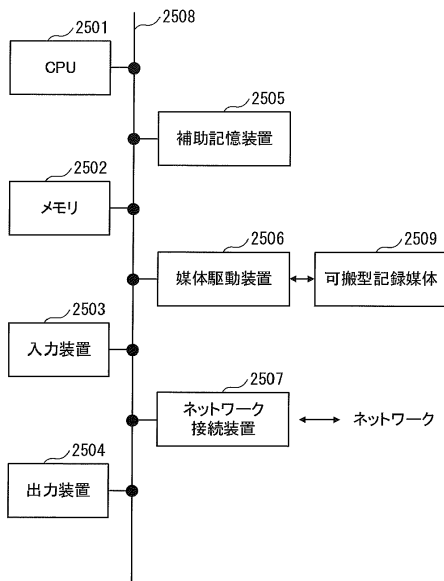 2501
2508
CPU
2505
補助記憶装置
2502
メモリ
2506
2509
媒体駆動装置
可搬型記録媒体
2503
入力装置
2507
ネットワーク
接続装置
ネットワーク
2504
出力装置